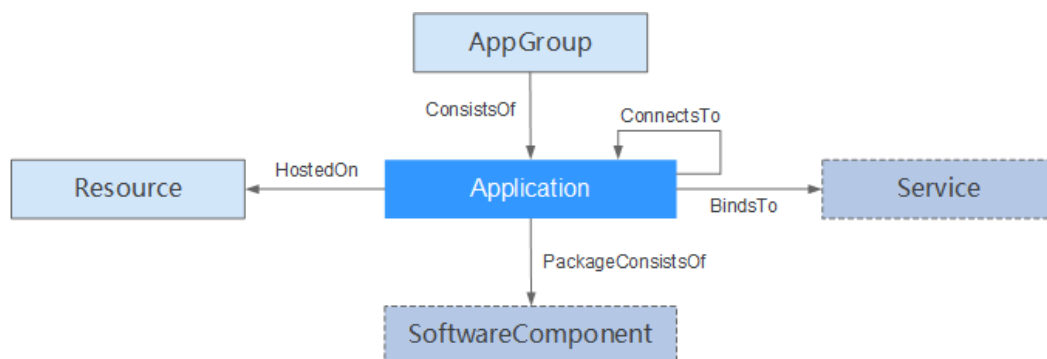 AppGroup
ConsistsOf
ConnectsTo
Resource
HostedOn
Application
BindsTo
Service
PackageConsistsOf
SoftwareComponent